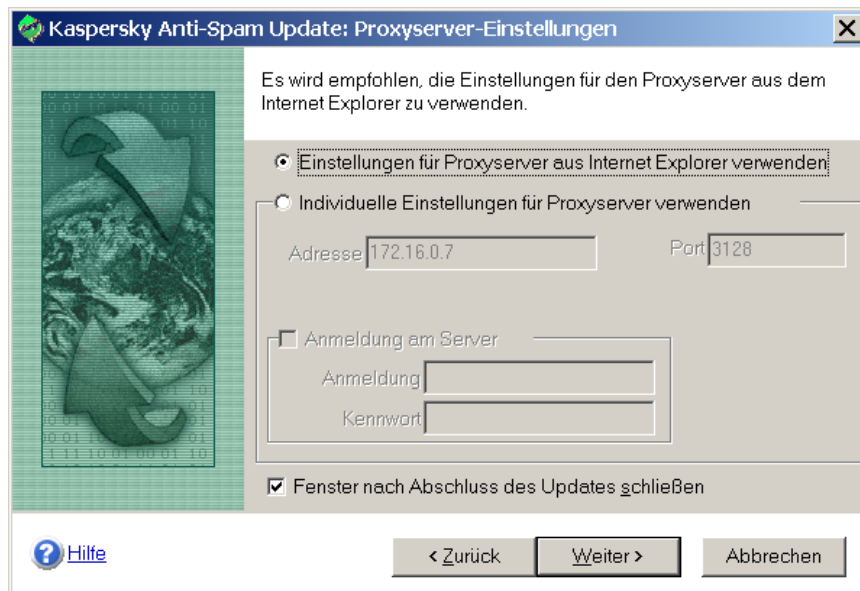 Kaspersky Anti-Spam Update: Proxyserver-Einstellungen
Es wird empfohlen, die Einstellungen für den Proxyserver aus dem
Internet Explorer zu verwenden.
Einstellungen für Proxyserver aus Internet Explorer verwenden
Individuelle Einstellungen für Proxyserver verwenden
Adresse 172.16.0.7 Port 3128
Anmeldung am Server
Anmeldung
Kennwort
Fenster nach Abschluss des Updates schließen
Hilfe < Zurück Weiter > Abbrechen